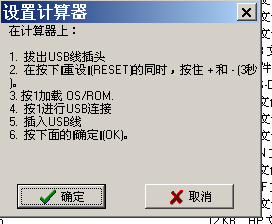 设置计算器
在计算器上：
1. 拔出USB线插头
2. 在按下|重设|(RESET)的同时，按住 + 和 - (3秒
)。
3. 按1加载 OS/ROM.
4. 按1进行USB连接
5. 插入USB线
6. 按下面的|确定|(OK)。
确定
取消
12KB HP